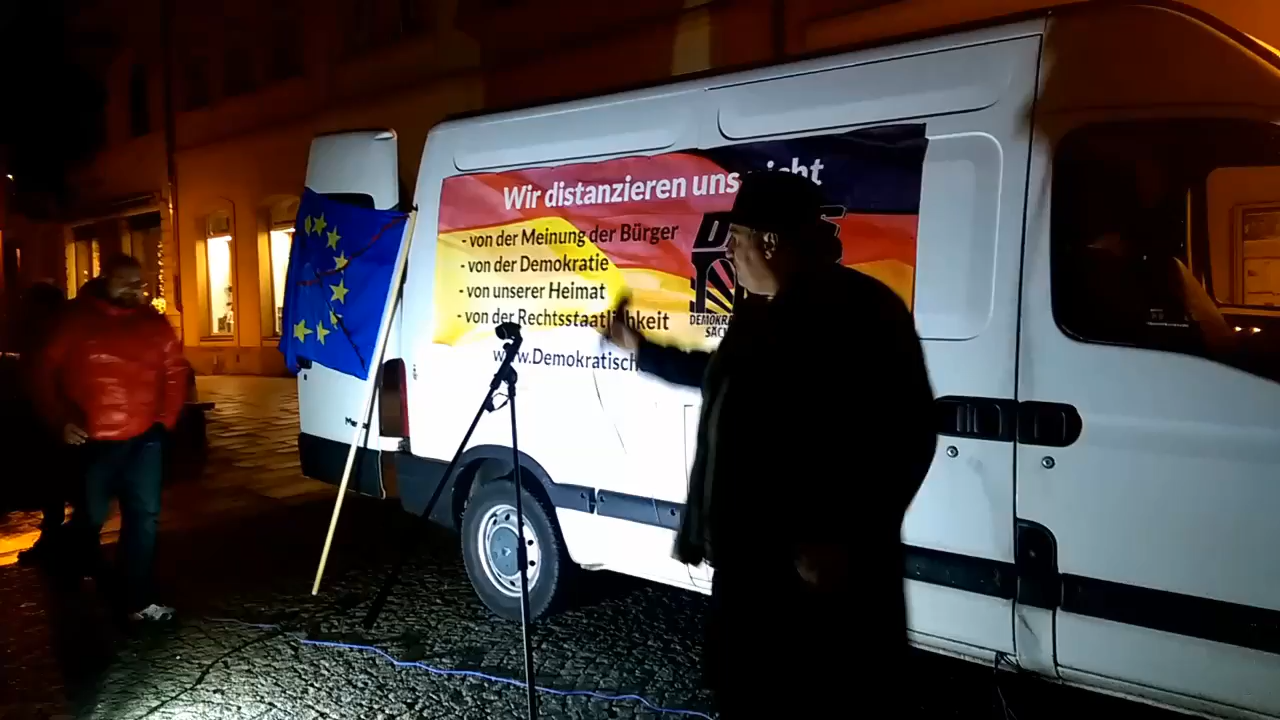 Wir distanzieren uns nicht
- von der Meinung der Bürger
- von der Demokratie
- von unserer Heimat
- von der Rechtsstaatlichkeit
www.Demokratisch